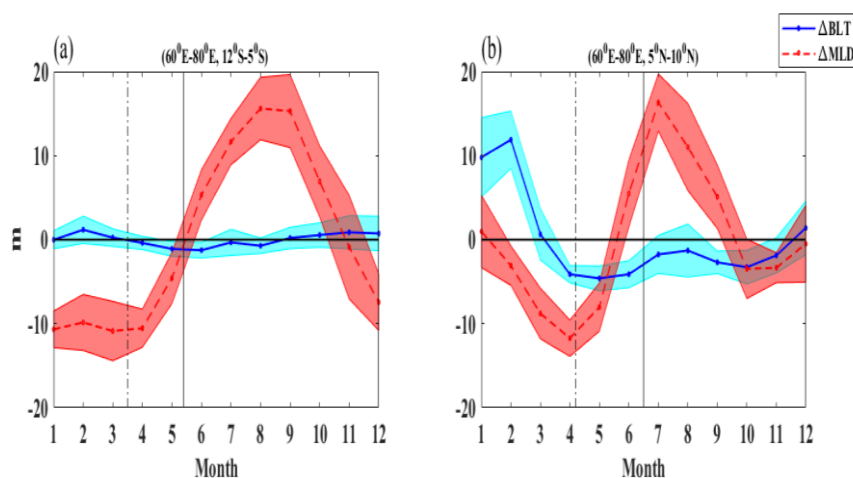 ΔBLT
ΔMLD
(a)
(60⁰E-80⁰E, 12⁰S-5⁰S)
20
10
0
-10
-20
m
1 2 3 4 5 6 7 8 9 10 11 12
Month
(b)
(60⁰E-80⁰E, 5⁰N-10⁰N)
20
10
0
-10
-20
1 2 3 4 5 6 7 8 9 10 11 12
Month